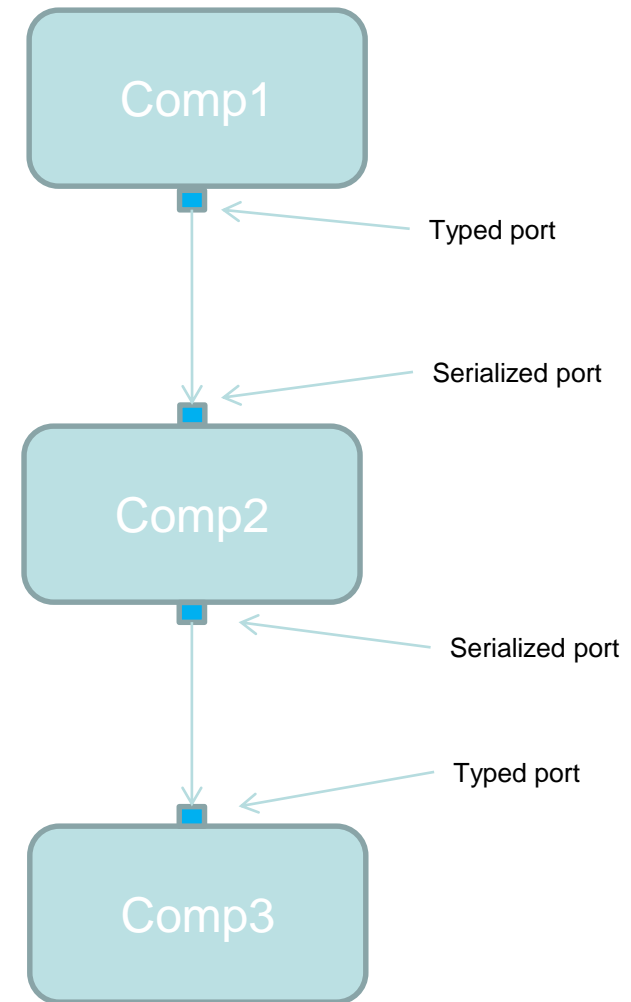 Comp1
Typed port
Serialized port
Comp2
Serialized port
Typed port
Comp3